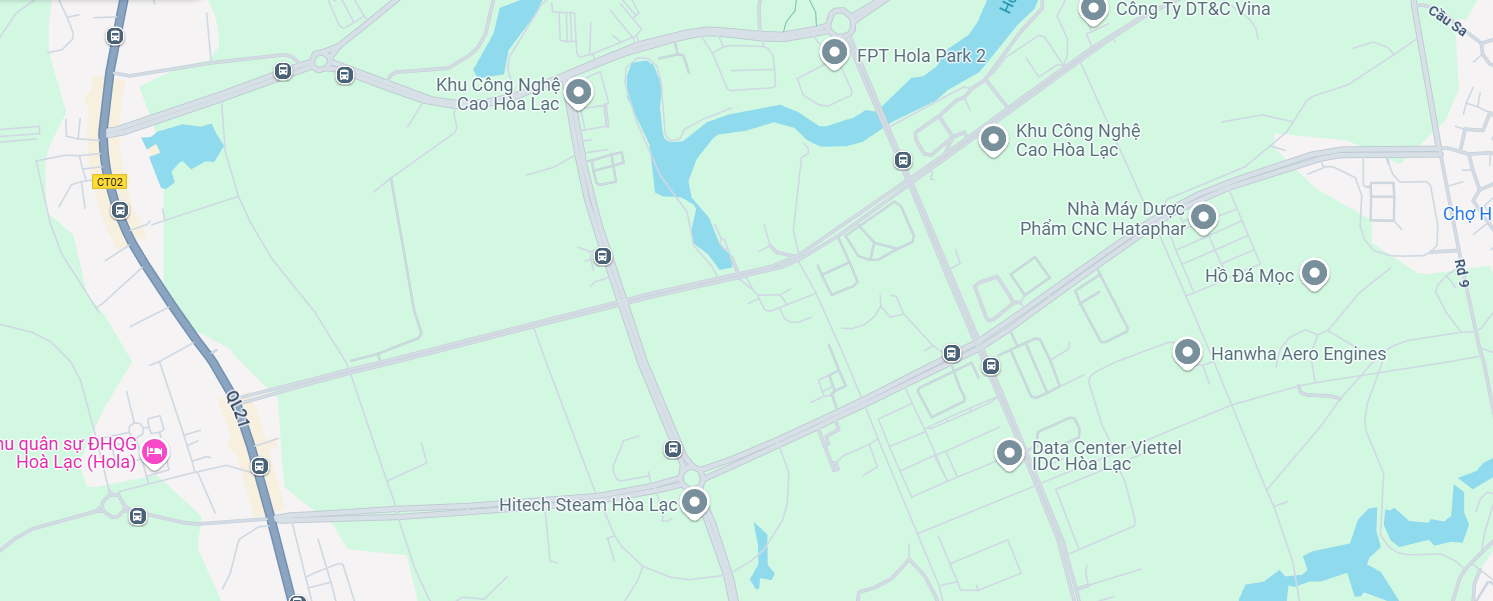 Công Ty DT&C Vina
Cầu Sa
FPT Hola Park 2
Khu Công Nghệ
Cao Hòa Lạc
Khu Công Nghệ
Cao Hòa Lạc
CT02
Nhà Máy Dược
Phẩm CNC Hataphar
Chợ H
Hồ Đá Mọc
Rd 9
Hanwha Aero Engines
QL21
hu quân sự ĐHQG
Hoà Lạc (Hola)
Data Center Viettel
IDC Hòa Lạc
Hitech Steam Hòa Lạc